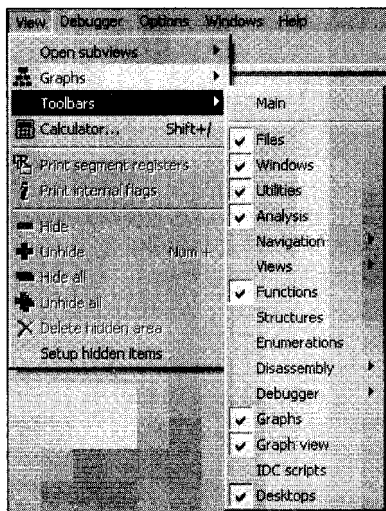 View Debugger Options Windows Help
Open subviews
Graphs
Toolbars
Calculator... Shift+/
Print segment registers
Print internal flags
Hide
Unhide Num +
Hide all
Unhide all
Delete hidden area
Setup hidden items
Main
Files
Windows
Utilities
Analysis
Navigation
Views
Functions
Structures
Enumerations
Disassembly
Debugger
Graphs
Graph view
IDC scripts
Desktops